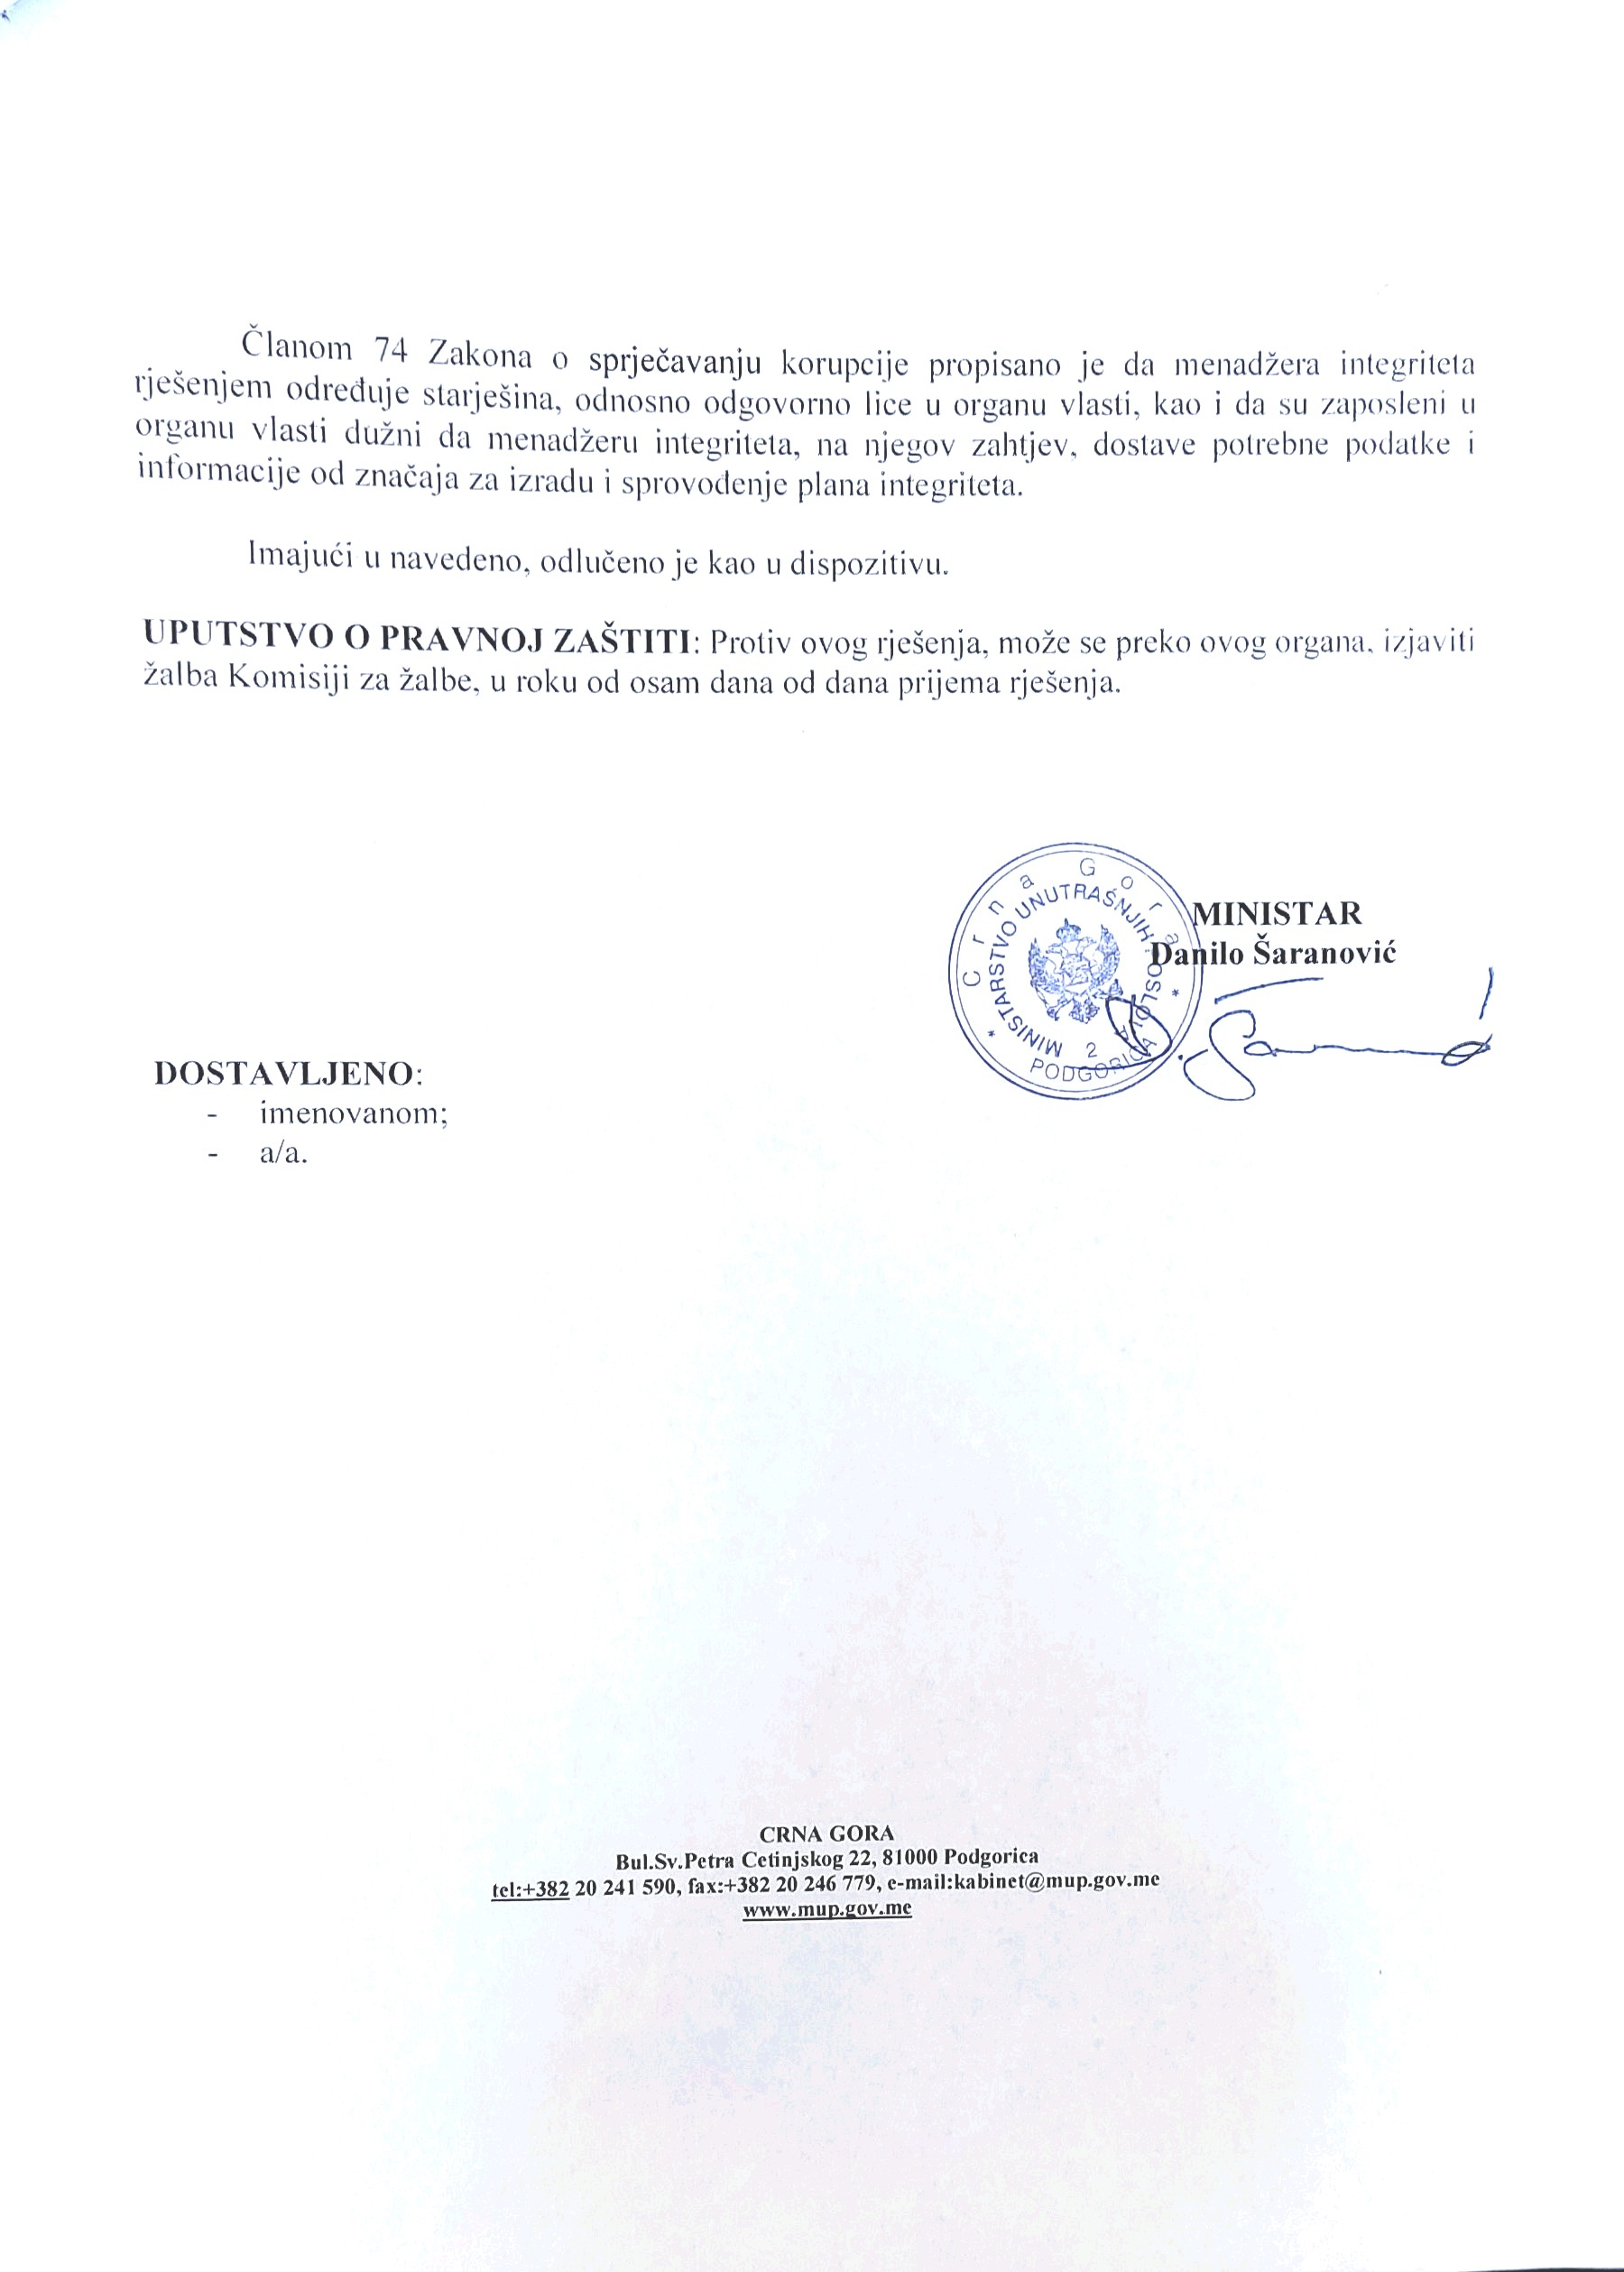 Članom 74 Zakona o sprječavanju korupcije propisano je da menadžera integriteta
rješenjem određuje starješina, odnosno odgovorno lice u organu vlasti, kao i da su zaposleni u
organu vlasti dužni da menadžeru integriteta, na njegov zahtjev, dostave potrebne podatke i
informacije od značaja za izradu i sprovođenje plana integriteta.
Imajući u navedeno, odlučeno je kao u dispozitivu.
UPUTSTVO O PRAVNOJ ZAŠTITI: Protiv ovog rješenja, može se preko ovog organa, izjaviti
žalba Komisiji za žalbe, u roku od osam dana od dana prijema rješenja.
Crna Gora
MINISTARSTVO UNUTRAŠNJIH POSLOVA
2
PODGORICA
MINISTAR
Danilo Šaranović
DOSTAVLJENO:
- imenovanom;
- a/a.
CRNA GORA
Bul.Sv.Petra Cetinjskog 22, 81000 Podgorica
tel:+382 20 241 590, fax:+382 20 246 779, e-mail:kabinet@mup.gov.me
www.mup.gov.me